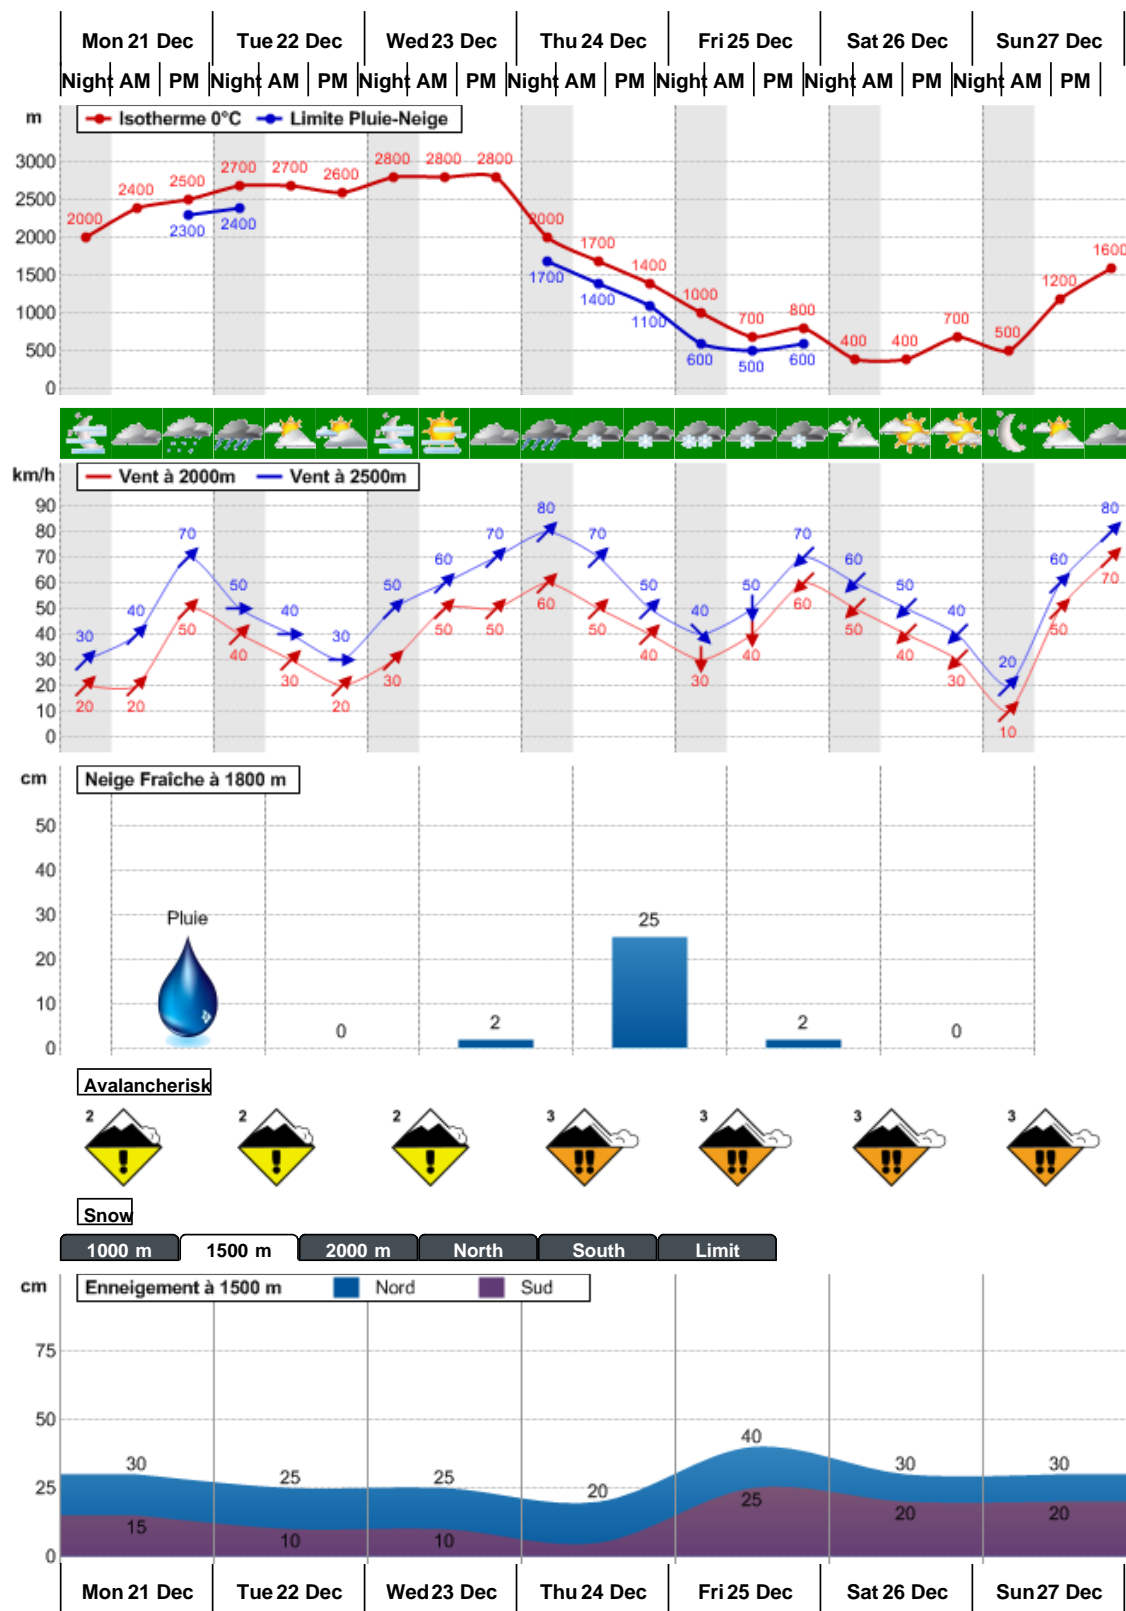 Mon 21 Dec Tue 22 Dec Wed 23 Dec Thu 24 Dec Fri 25 Dec Sat 26 Dec Sun 27 Dec
Night AM PM Night AM PM Night AM PM Night AM PM Night AM PM Night AM PM Night AM PM
m Isotherme 0°C Limite Pluie-Neige
3000
2500
2000
1500
1000
500
0
2000 2400 2500 2700 2700 2600 2800 2800 2800 2000 1700 1400 1000 700 800 400 400 700 500 1200 1600
2300 2400 1700 1400 1100 600 500 600
km/h Vent à 2000m Vent à 2500m
90
80
70
60
50
40
30
20
10
0
30 40 70 50 40 30 50 60 70 80 70 50 40 50 70 60 50 40 20 60 80
20 20 50 40 30 20 30 50 50 60 50 40 30 40 60 50 40 30 10 50 70
cm Neige Fraîche à 1800 m
50
40
30
20
10
0
Pluie 0 2 25 2 0
Avalancherisk
2 2 2 3 3 3 3
Snow
1000 m 1500 m 2000 m North South Limit
cm Enneigement à 1500 m Nord Sud
75
50
25
0
30 25 25 20 40 30 30
15 10 10 25 20 20
Mon 21 Dec Tue 22 Dec Wed 23 Dec Thu 24 Dec Fri 25 Dec Sat 26 Dec Sun 27 Dec